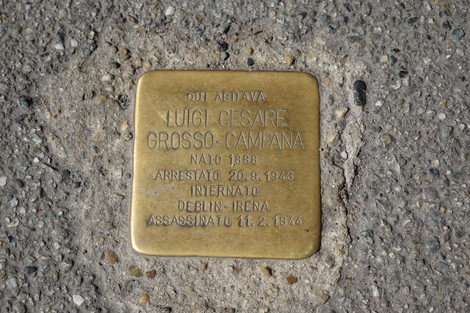 QUI ABITAVA
LUIGI CESARE
GROSSO-CAMPANA
NATO 1888
ARRESTATO 20.9.1943
INTERNATO
DEBLIN-IRENA
ASSASSINATO 11.2.1944